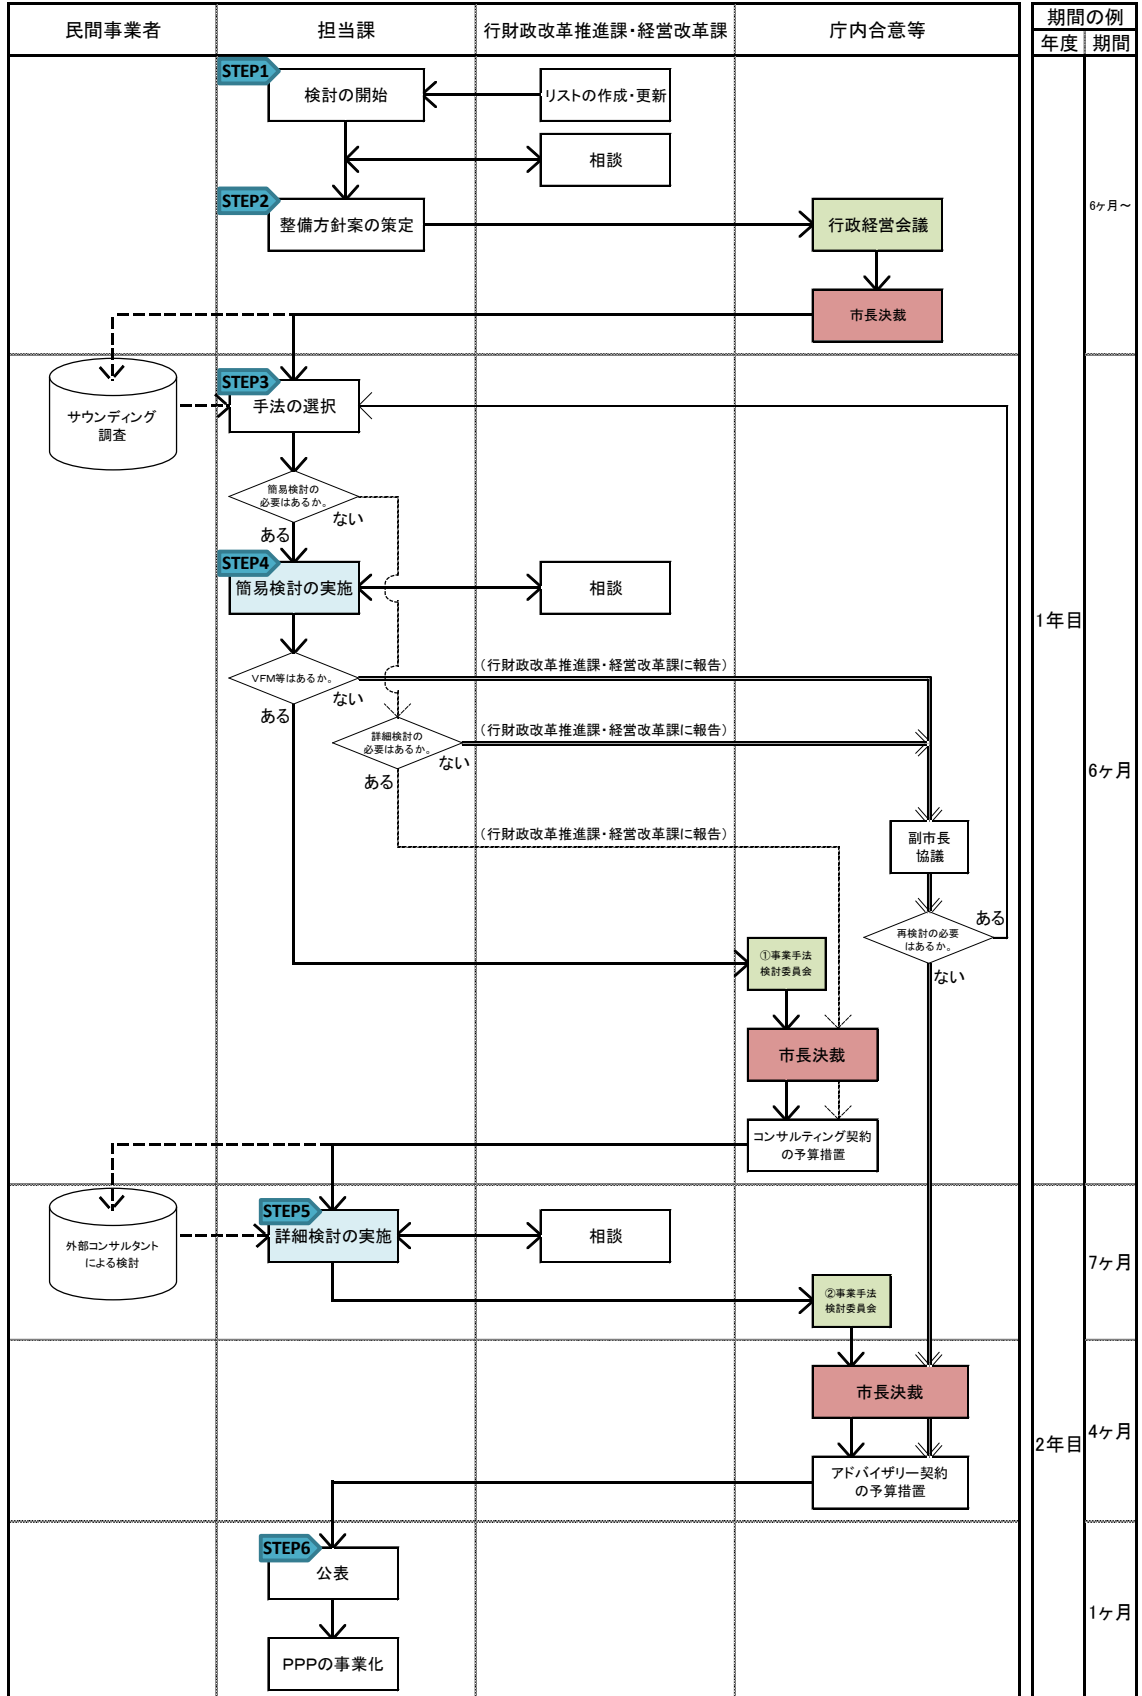 民間事業者
担当課
行財政改革推進課・経営改革課
庁内合意等
期間の例
年度
期間
STEP1
検討の開始
リストの作成・更新
相談
STEP2
整備方針案の策定
行政経営会議
6ヶ月～
市長決裁
サウンディング
調査
STEP3
手法の選択
簡易検討の
必要はあるか。
ない
ある
STEP4
簡易検討の実施
相談
1年目
（行財政改革推進課・経営改革課に報告）
VFM等はあるか。
ない
ある
（行財政改革推進課・経営改革課に報告）
詳細検討の
必要はあるか。
ない
ある
6ヶ月
（行財政改革推進課・経営改革課に報告）
副市長
協議
ある
再検討の必要
はあるか。
ない
①事業手法
検討委員会
市長決裁
コンサルティング契約
の予算措置
STEP5
詳細検討の実施
相談
外部コンサルタント
による検討
7ヶ月
②事業手法
検討委員会
市長決裁
4ヶ月
2年目
アドバイザリー契約
の予算措置
STEP6
公表
1ヶ月
PPPの事業化